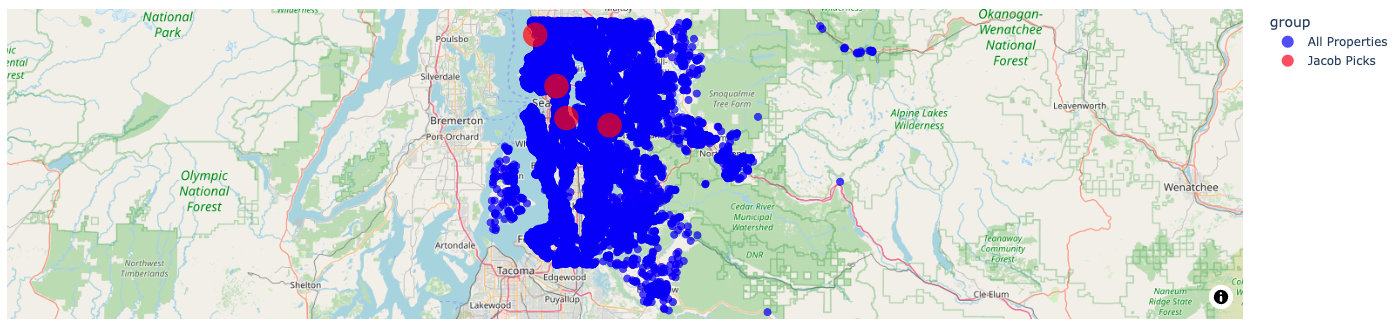 National
Park
Poulsbo
Silverdale
Bremerton
Port Orchard
Sea
Olympic
National
Forest
Northwest
Timberlands
Shelton
Artondale
Tacoma
Lakewood
Edgewood
Puyallup
Snoqualmie
Tree Farm
Cedar River
Municipal
Watershed
DNR
Okanogan-
Wenatchee
National
Forest
Alpine Lakes
Wilderness
Leavenworth
Wenatchee
Teanaway
Community
Forest
Cle Elum
Naneum
Ridge State
Forest
group
All Properties
Jacob Picks